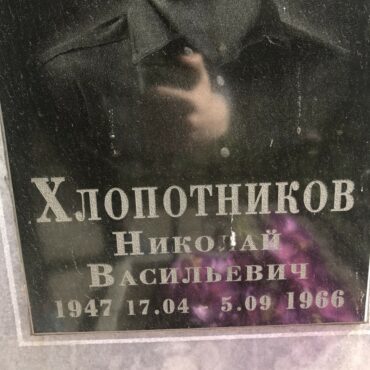 Хлопотников
Николай
Васильевич
1947 17.04 - 5.09 1966